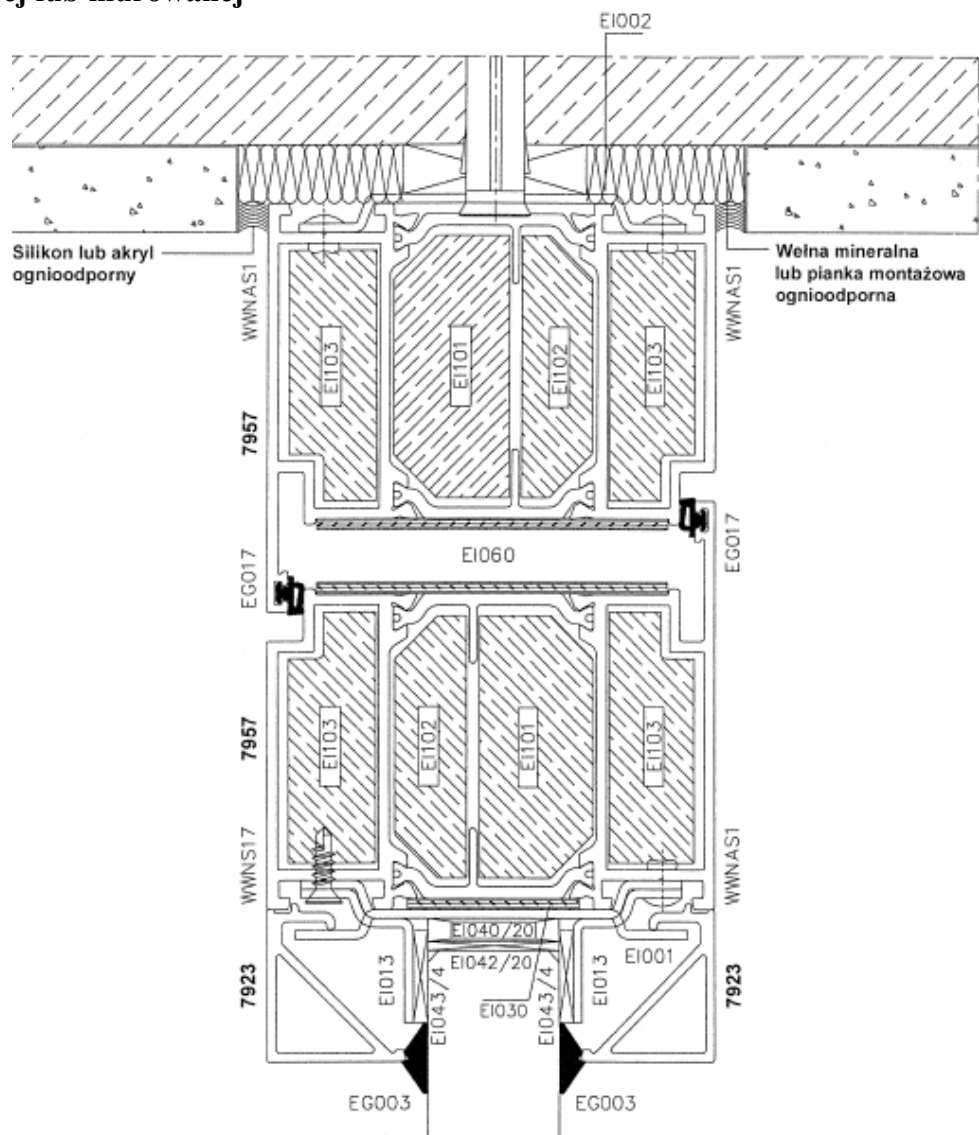 ej lub murowanej
EI002
Silikon lub akryl
ognioodporny
Wełna mineralna
lub pianka montażowa
ognioodporna
WWNAS1
WWNAS1
EI103
EI101
EI102
EI103
7957
EG017
EI060
EG017
7957
EI103
EI102
EI101
EI103
WWNS17
WWNAS1
EI040/20
EI042/20
EI001
7923
EI013
EI043/4
EI030
EI043/4
EI013
7923
EG003
EG003